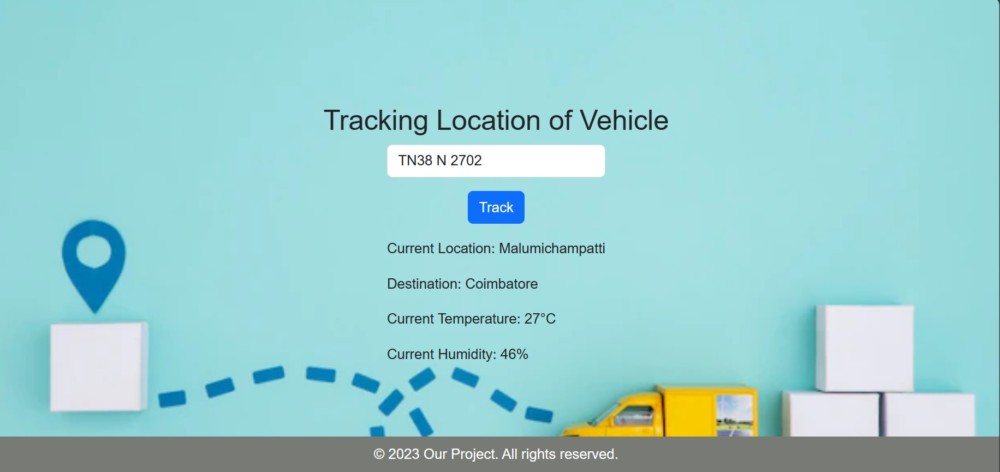 Tracking Location of Vehicle
TN38 N 2702
Track
Current Location: Malumichampatti
Destination: Coimbatore
Current Temperature: 27°C
Current Humidity: 46%
© 2023 Our Project. All rights reserved.